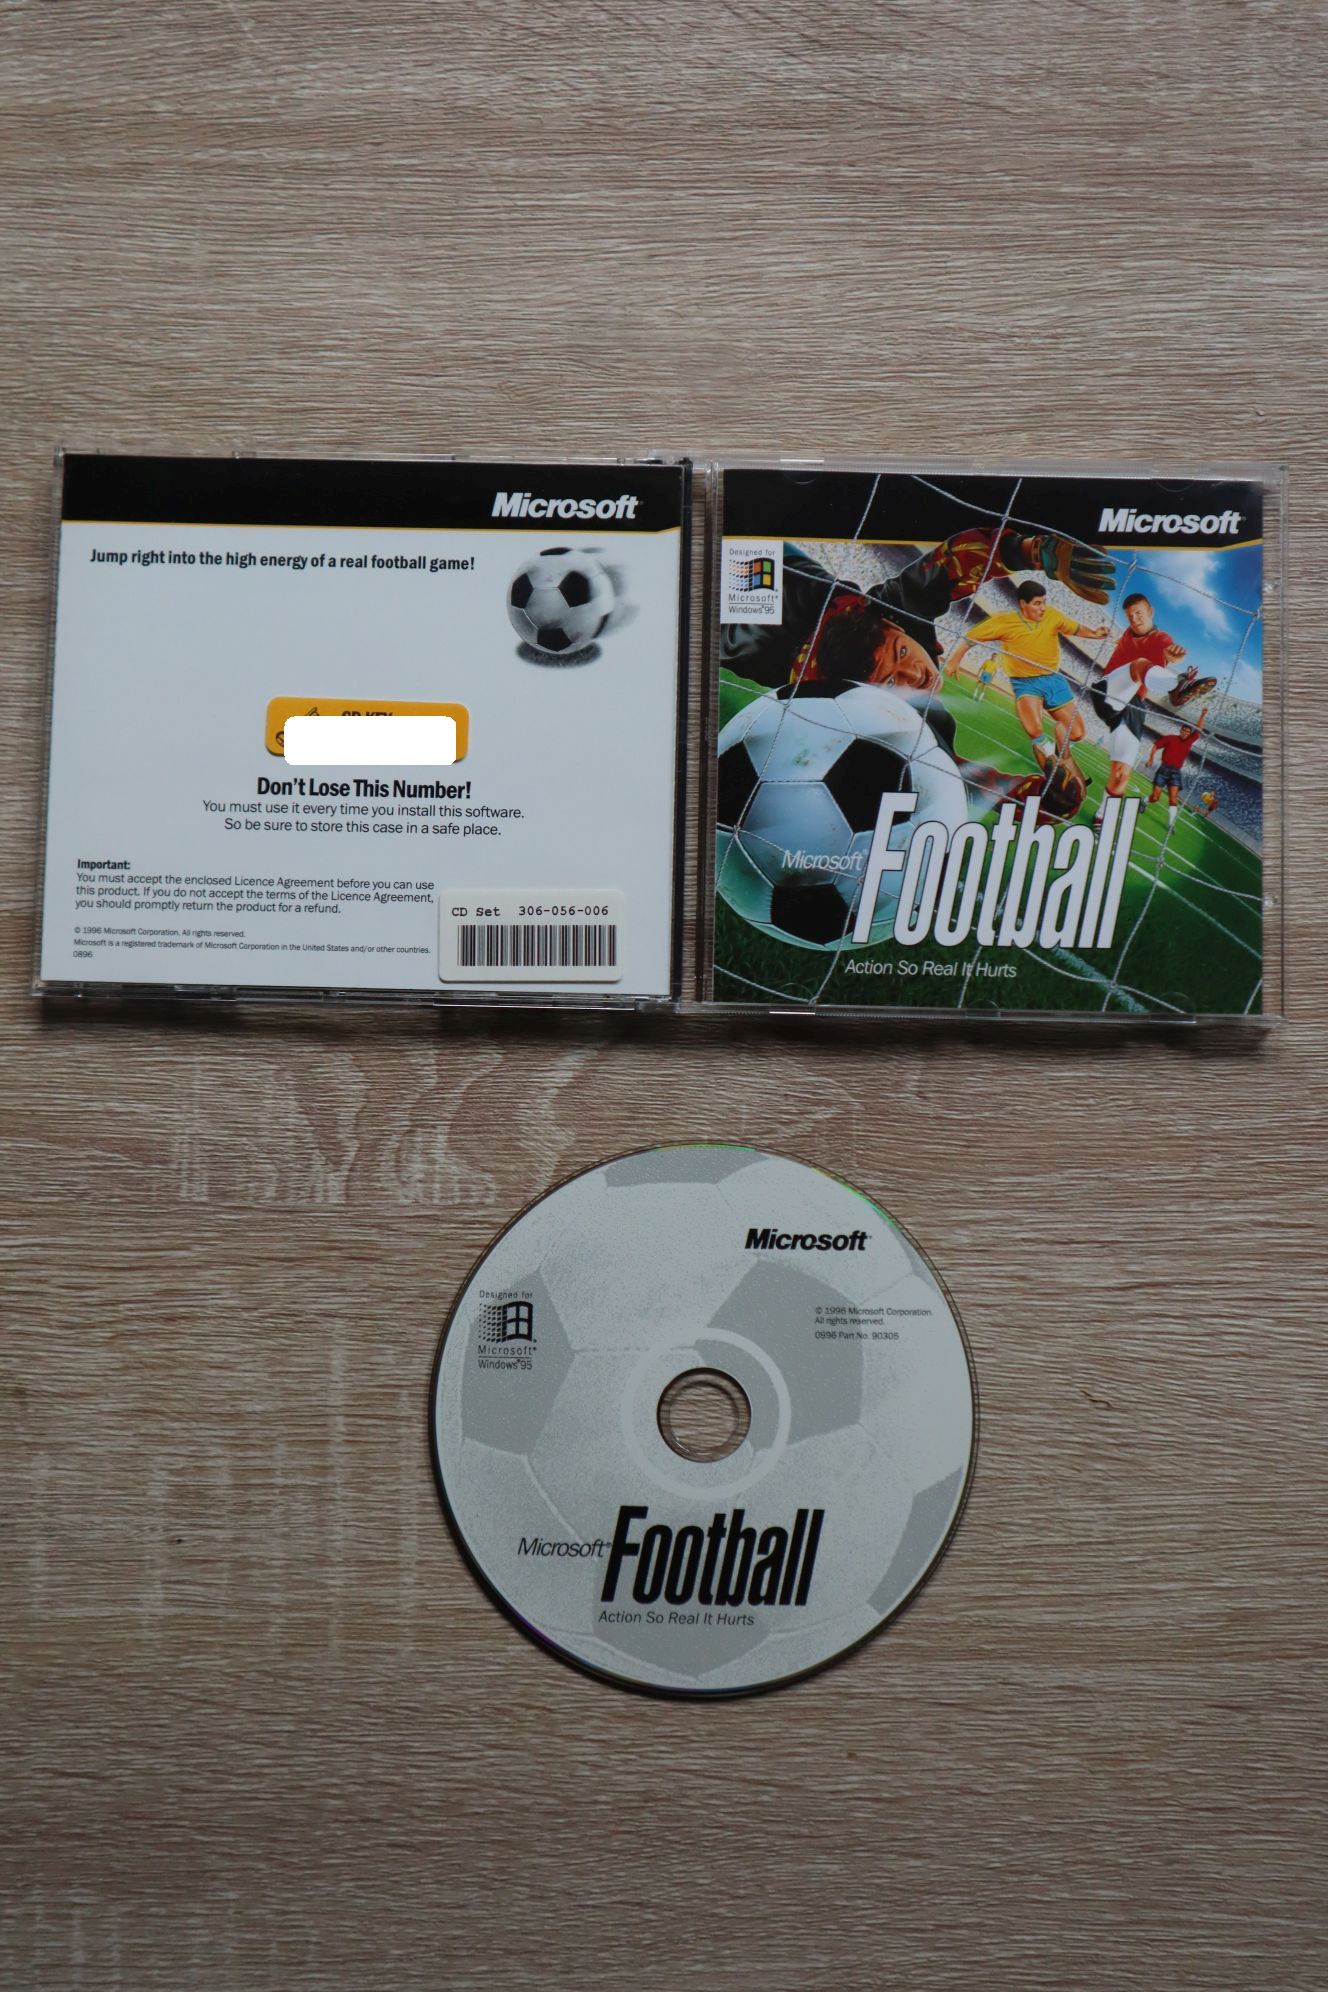 Microsoft
Jump right into the high energy of a real football game!
CD KEY
Don't Lose This Number!
You must use it every time you install this software.
So be sure to store this case in a safe place.
Important:
You must accept the enclosed Licence Agreement before you can use
this product. If you do not accept the terms of the Licence Agreement,
you should promptly return the product for a refund.
© 1996 Microsoft Corporation. All rights reserved.
Microsoft is a registered trademark of Microsoft Corporation in the United States and/or other countries.
0896
CD Set 306-056-006
Microsoft
Designed for
Microsoft®
Windows®95
Microsoft® Football
Action So Real It Hurts
Microsoft
Designed for
Microsoft®
Windows®95
© 1996 Microsoft Corporation.
All rights reserved.
0996 Part No. 90305
Microsoft® Football
Action So Real It Hurts